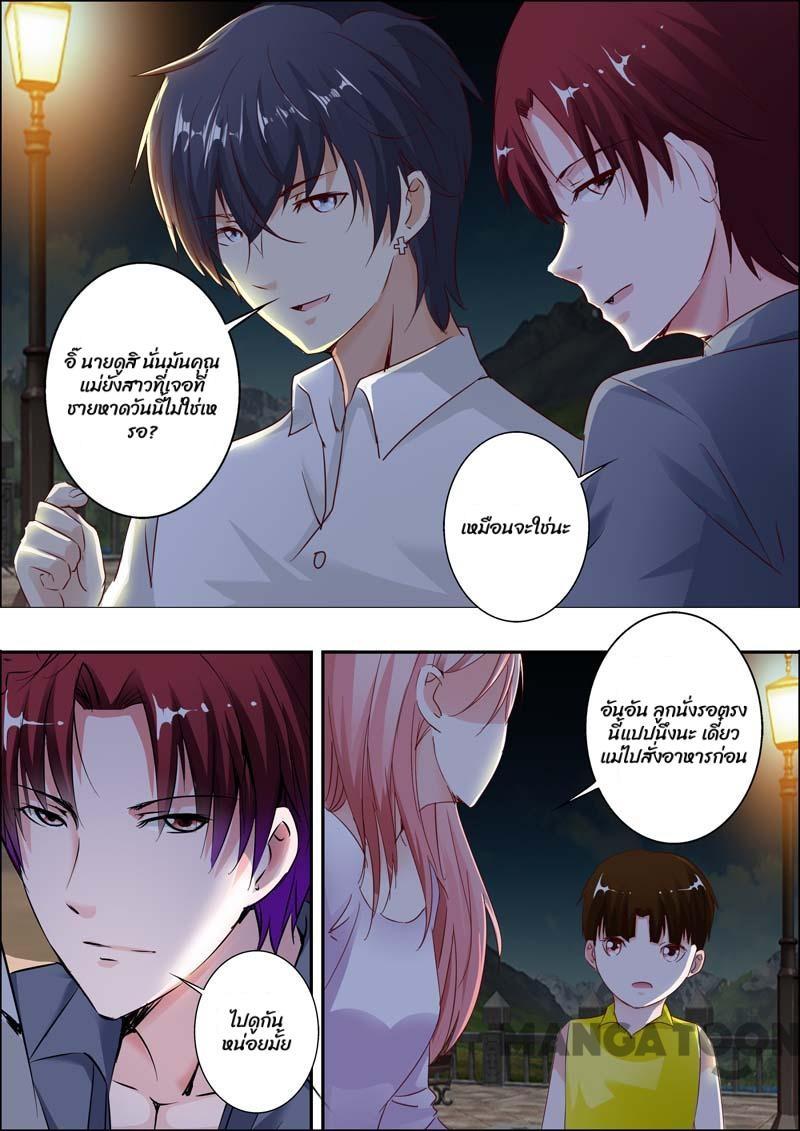 อิ๊ นายดูสิ นั่นมันคุณ
แม่ยังสาวที่เจอที่
ชายหาดวันนี้ไม่ใช่เห
รอ?
เหมือนจะใช่นะ
อันอัน ลูกนั่งรอตรง
นี้แปปนึงนะ เดี๋ยว
แม่ไปสั่งอาหารก่อน
ไปดูกัน
หน่อยมั้ย
MANGATOON